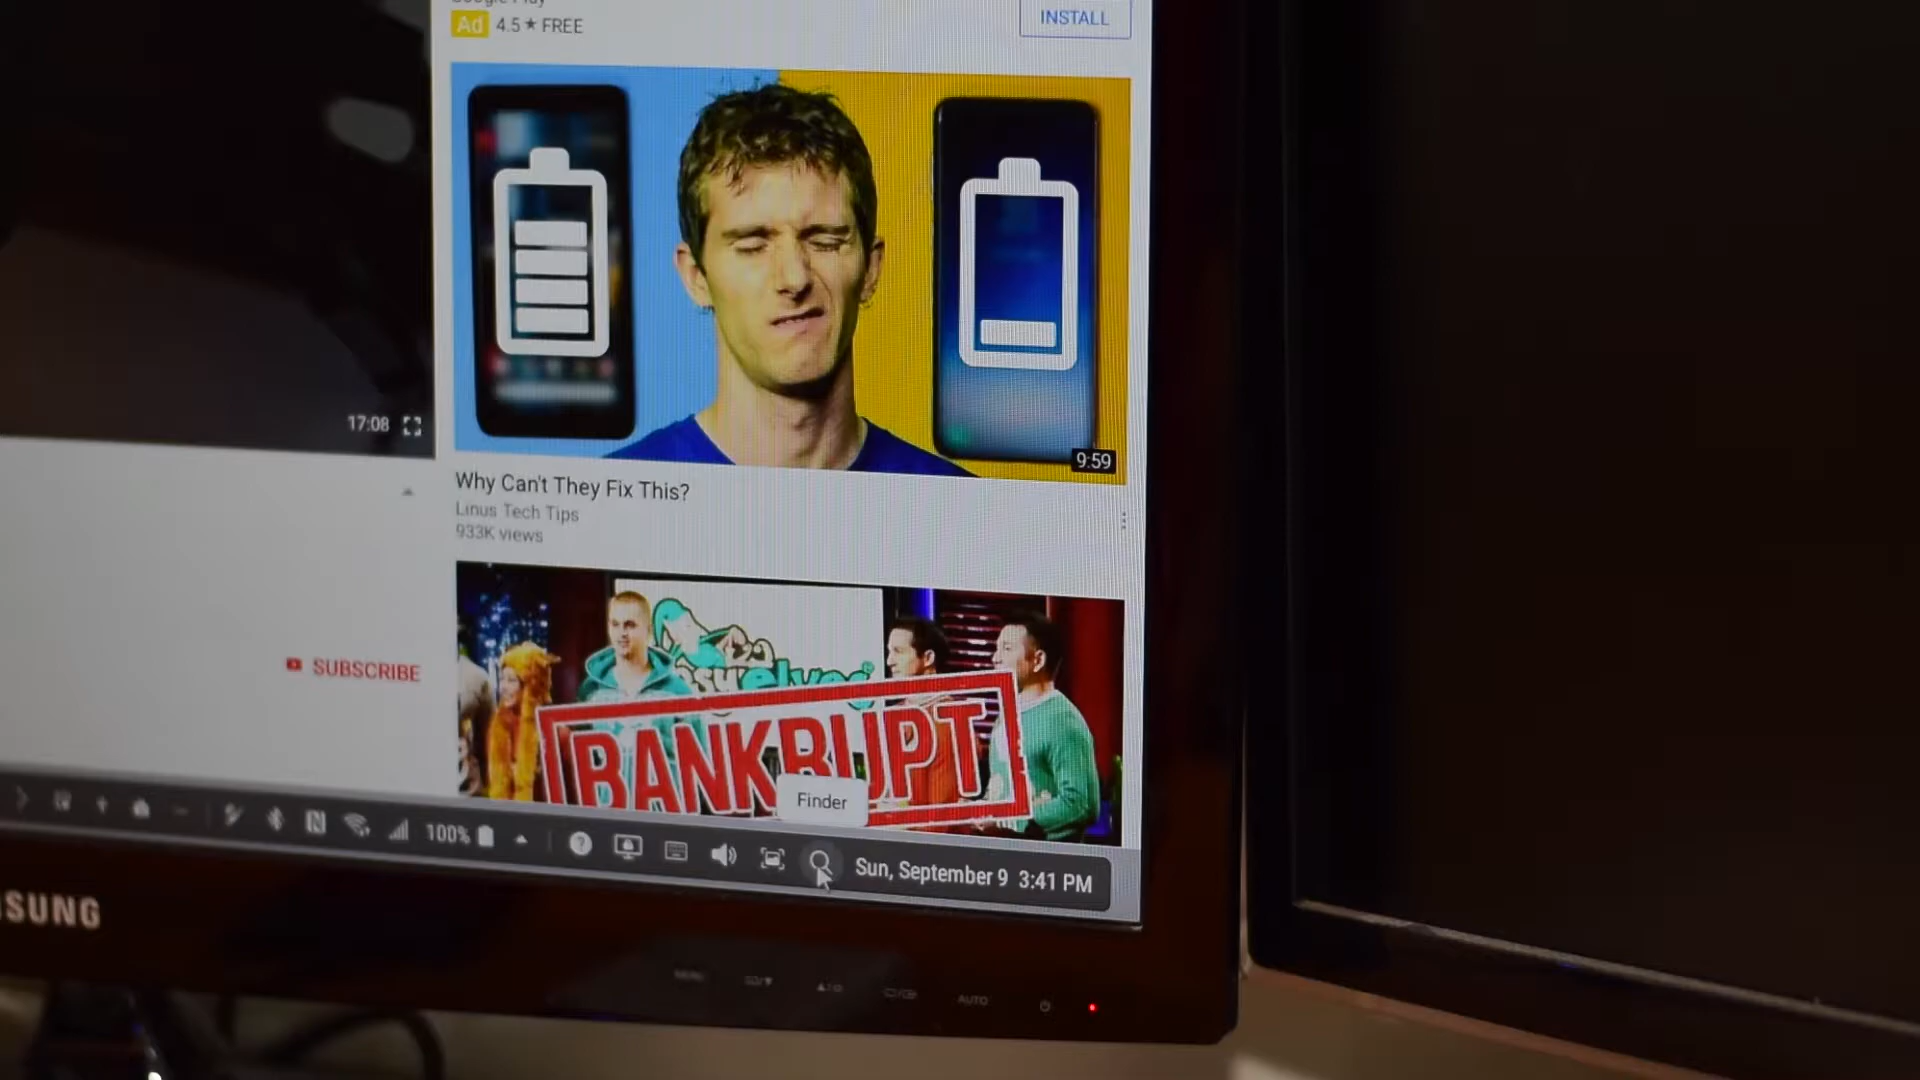 Ad 4.5 ★ FREE
INSTALL
17:08
9:59
Why Can't They Fix This?
Linus Tech Tips
933K views
SUBSCRIBE
BANKRUPT
Finder
100%
Sun, September 9 3:41 PM
SUNG
AUTO